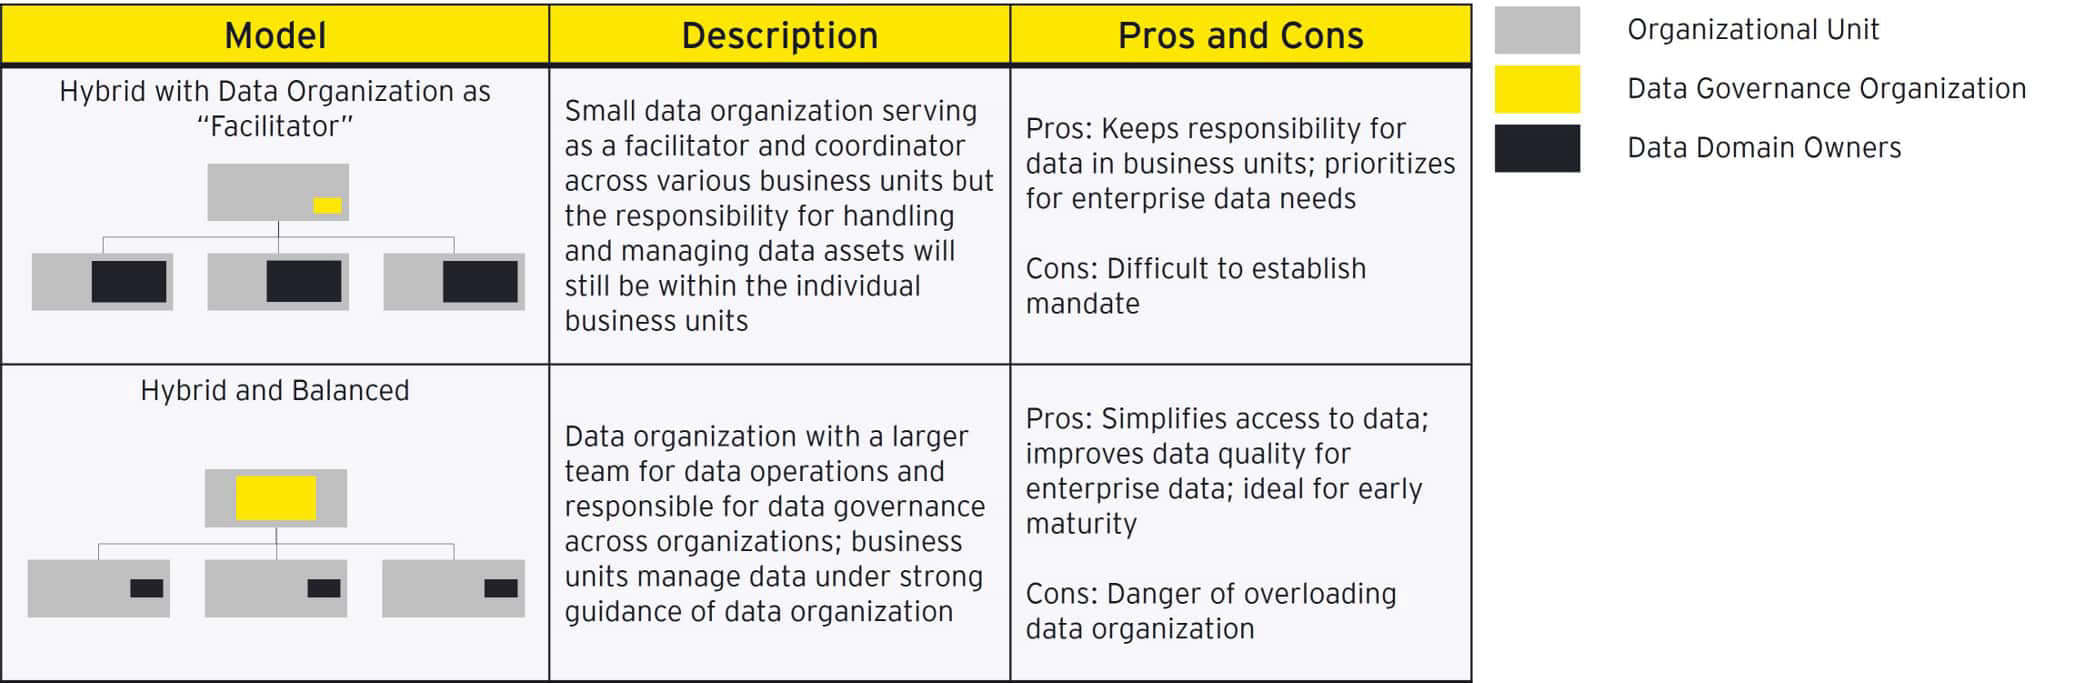 Model
Description
Pros and Cons
Hybrid with Data Organization as
“Facilitator”
Small data organization serving
as a facilitator and coordinator
across various business units but
the responsibility for handling
and managing data assets will
still be within the individual
business units
Pros: Keeps responsibility for
data in business units; prioritizes
for enterprise data needs
Cons: Difficult to establish
mandate
Hybrid and Balanced
Data organization with a larger
team for data operations and
responsible for data governance
across organizations; business
units manage data under strong
guidance of data organization
Pros: Simplifies access to data;
improves data quality for
enterprise data; ideal for early
maturity
Cons: Danger of overloading
data organization
Organizational Unit
Data Governance Organization
Data Domain Owners